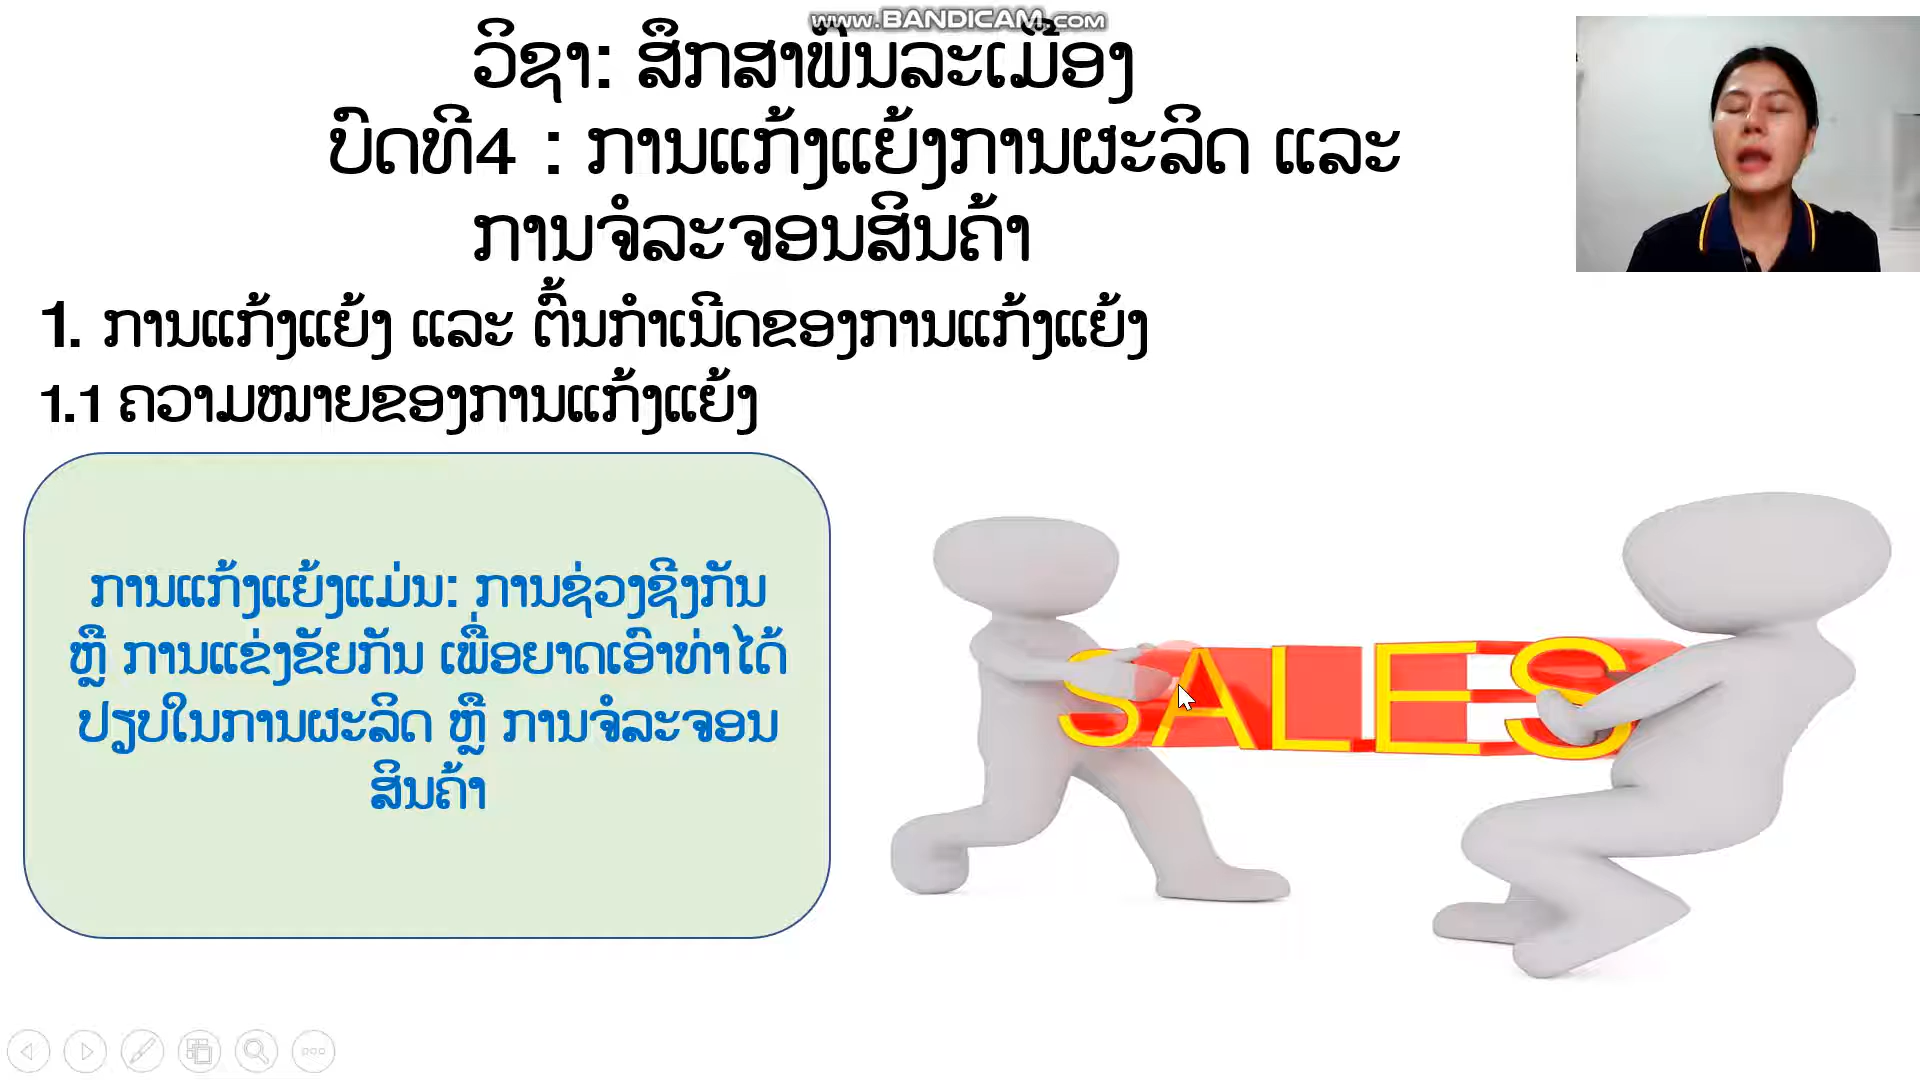 www.BANDICAM.com
ວິຊາ: ສຶກສາພົນລະເມືອງ
ບົດທີ4 : ການແກ້ງແຍ້ງການຜະລິດ ແລະ
ການຈໍລະຈອນສິນຄ້າ
1. ການແກ້ງແຍ້ງ ແລະ ຕົ້ນກຳເນີດຂອງການແກ້ງແຍ້ງ
1.1 ຄວາມໝາຍຂອງການແກ້ງແຍ້ງ
ການແກ້ງແຍ້ງແມ່ນ: ການຊ່ວງຊີງກັນ
ຫຼື ການແຂ່ງຂັຍກັນ ເພື່ອຍາດເອົາທ່າໄດ້
ປຽບໃນການຜະລິດ ຫຼື ການຈໍລະຈອນ
ສິນຄ້າ
SALES